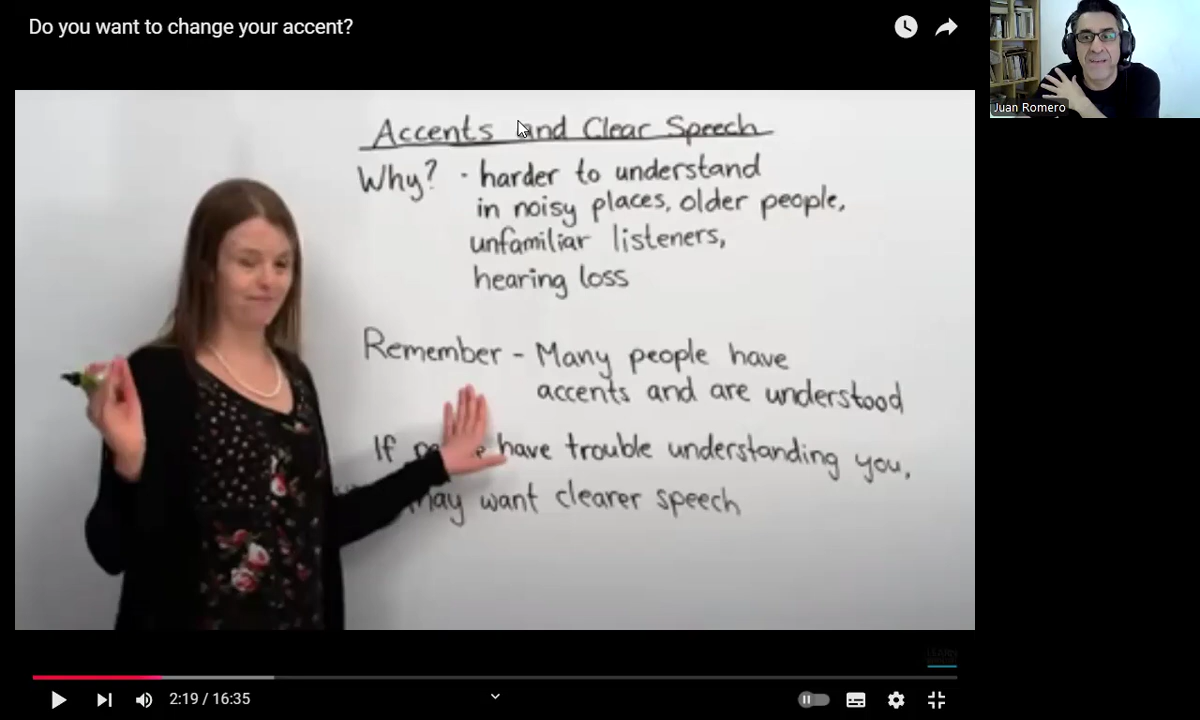 Do you want to change your accent?
Juan Romero
Accents and Clear Speech
Why? · harder to understand
in noisy places, older people,
unfamiliar listeners,
hearing loss
Remember - Many people have
accents and are understood
If have trouble understanding you,
may want clearer speech
2:19 / 16:35